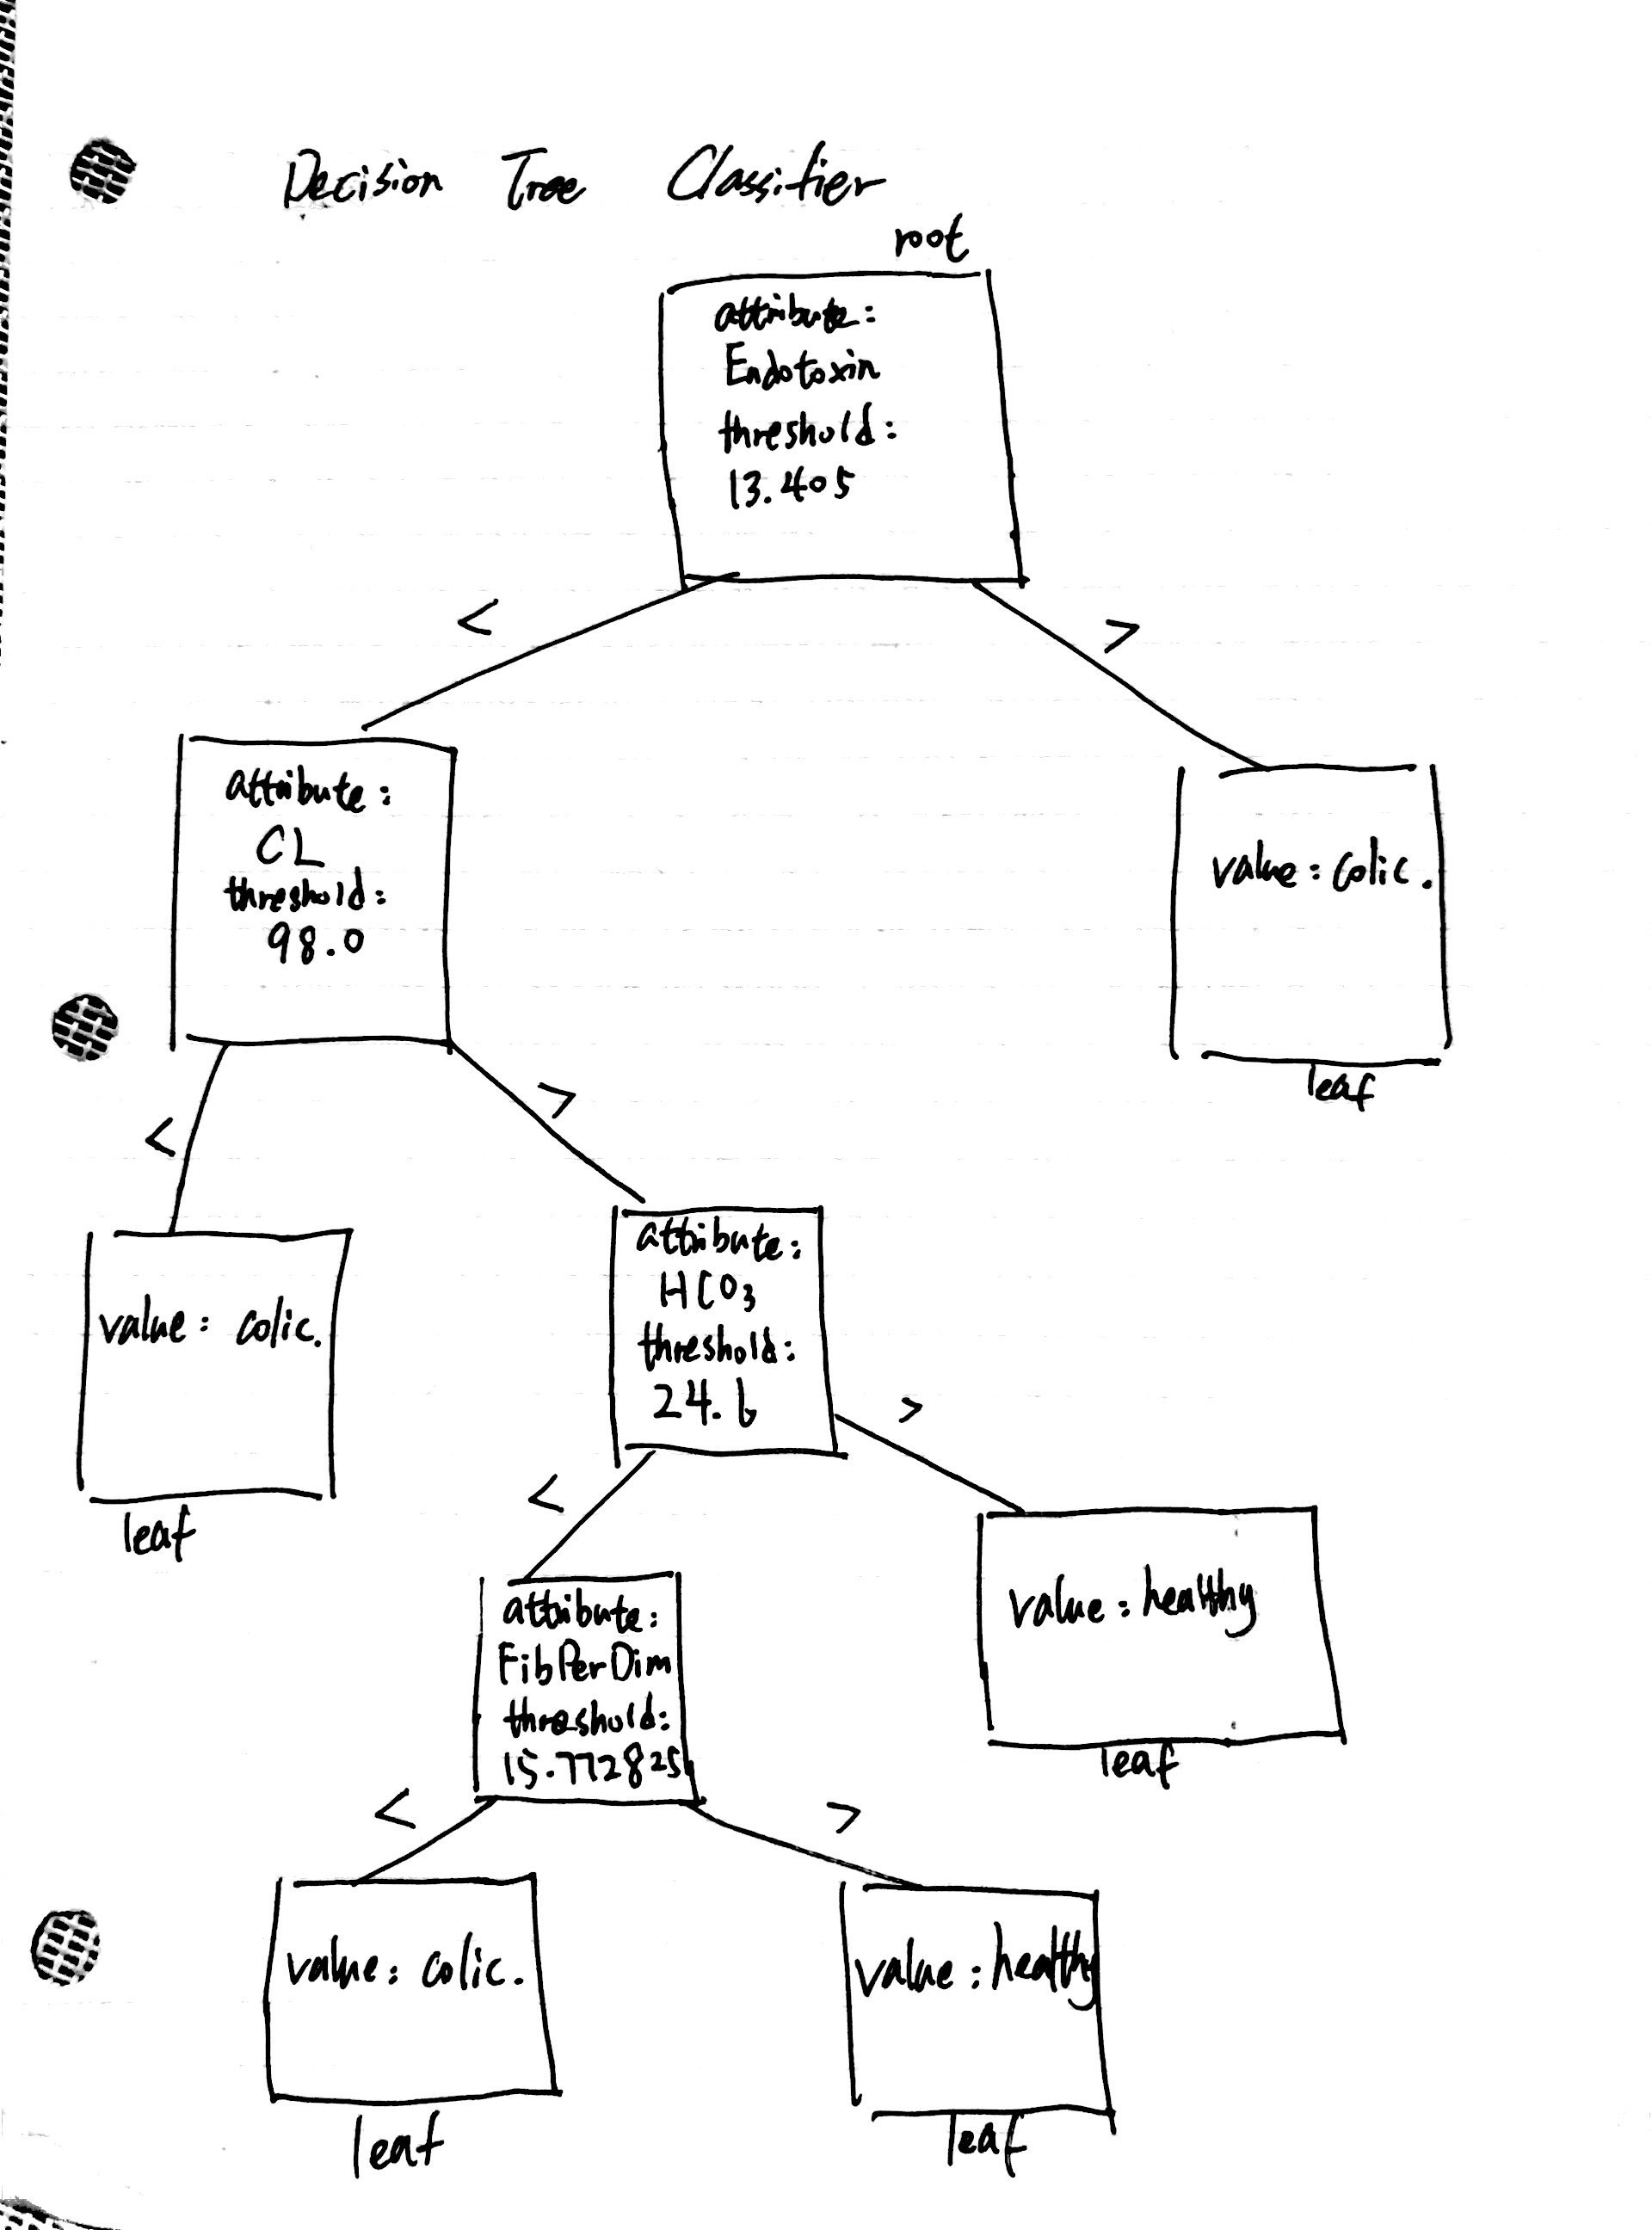 Decision Tree Classifier
root
attribute:
Endotoxin
threshold:
13.405
<
>
attribute:
CL
threshold:
98.0
value: colic.
leaf
<
>
value: colic.
leaf
attribute:
HCO3
threshold:
24.6
<
>
attribute:
FibPerDim
threshold:
15.772825
value: healthy
leaf
<
>
value: colic.
leaf
value: healthy
leaf